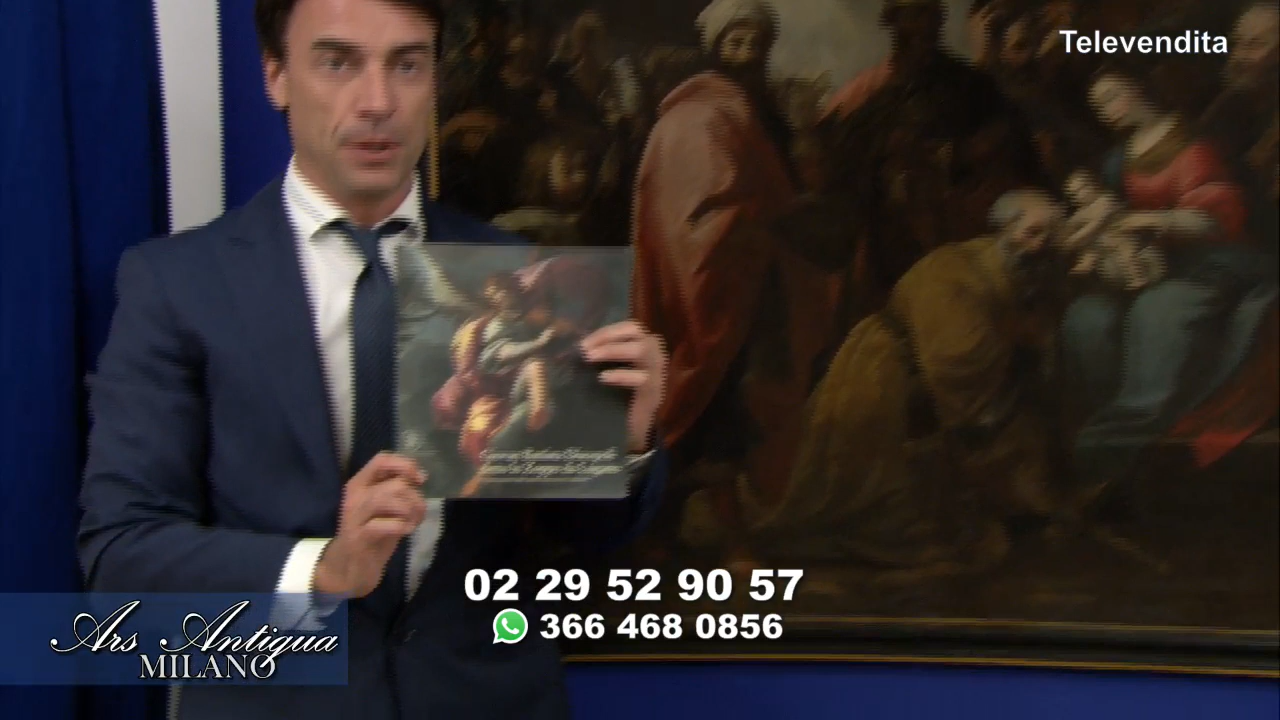 Televendita
02 29 52 90 57
366 468 0856
Ars Antiqua
MILANO